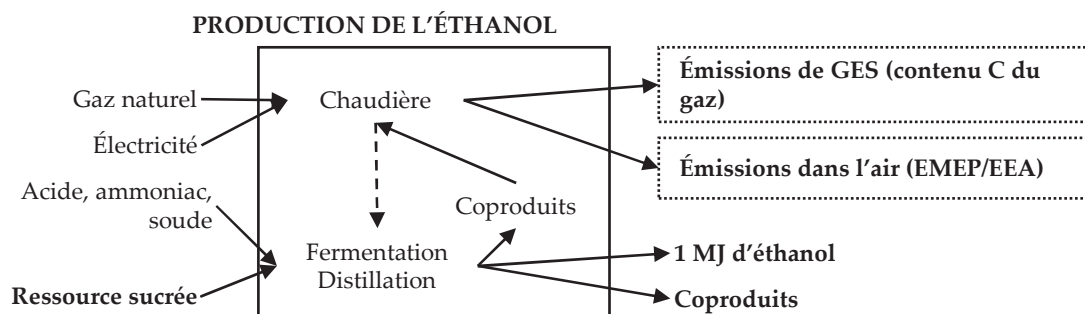 PRODUCTION DE L’ÉTHANOL
Gaz naturel
Électricité
Acide, ammoniac,
soude
Ressource sucrée
Chaudière
Coproduits
Fermentation
Distillation
Émissions de GES (contenu C du
gaz)
Émissions dans l’air (EMEP/EEA)
1 MJ d’éthanol
Coproduits